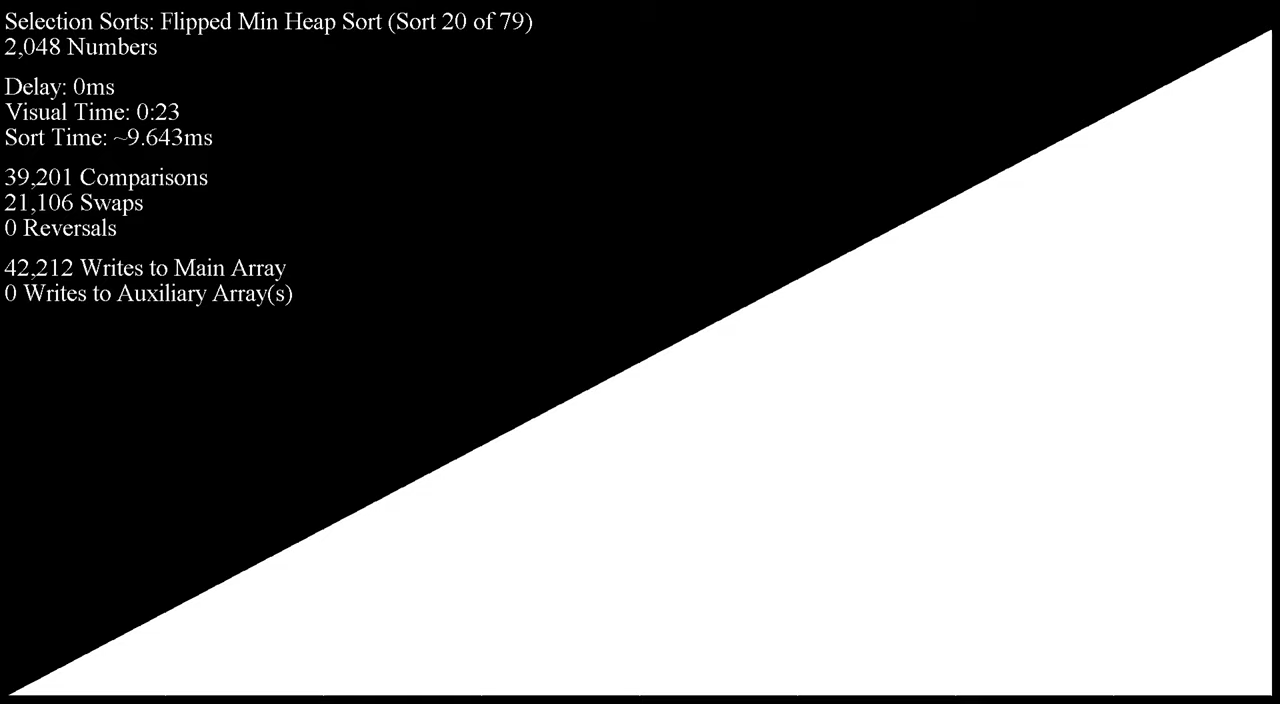 Selection Sorts: Flipped Min Heap Sort (Sort 20 of 79)
2,048 Numbers
Delay: 0ms
Visual Time: 0:23
Sort Time: ~9.643ms
39,201 Comparisons
21,106 Swaps
0 Reversals
42,212 Writes to Main Array
0 Writes to Auxiliary Array(s)